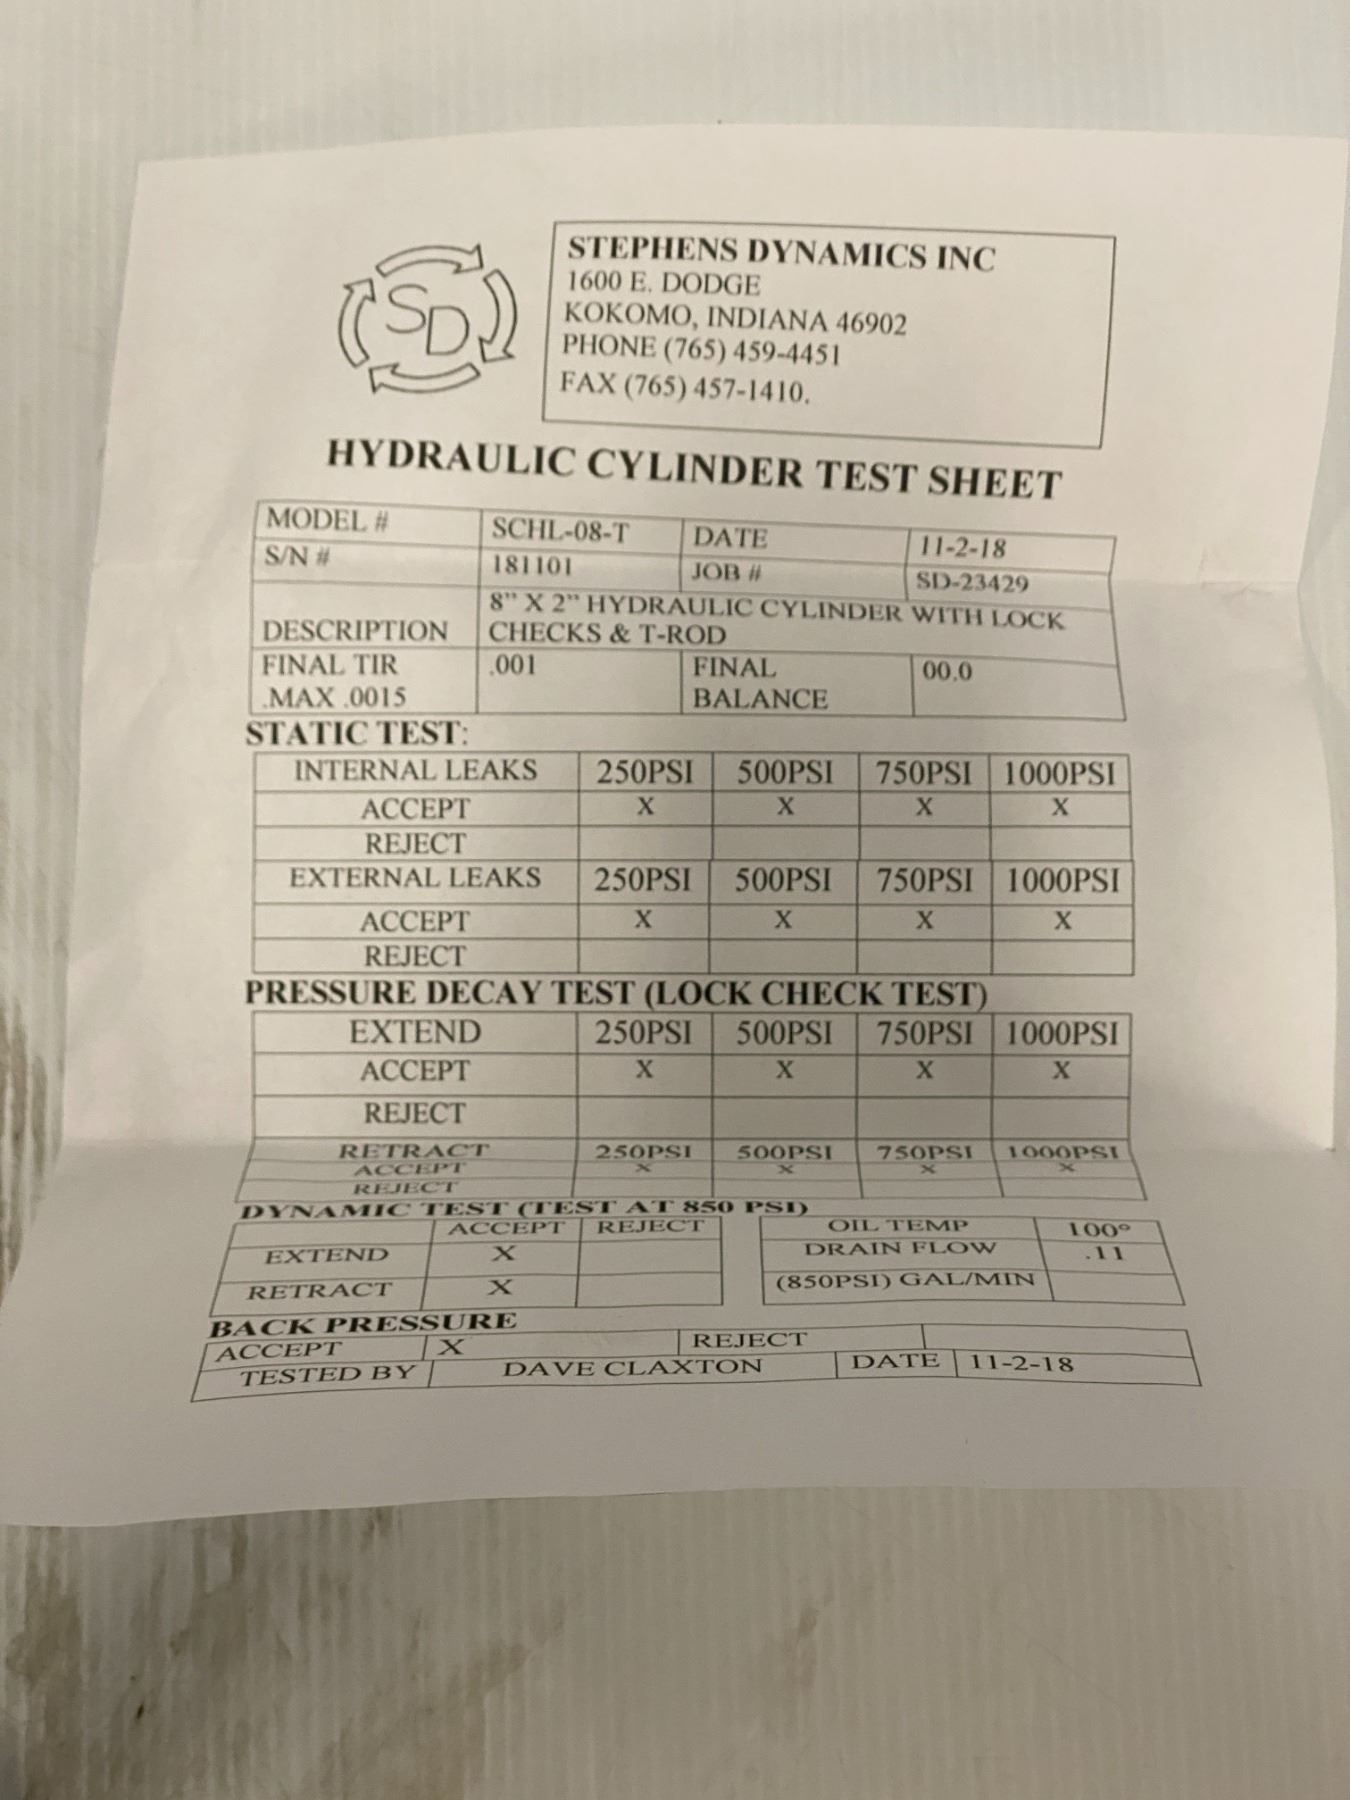 SD
STEPHENS DYNAMICS INC
1600 E. DODGE
KOKOMO, INDIANA 46902
PHONE (765) 459-4451
FAX (765) 457-1410.
HYDRAULIC CYLINDER TEST SHEET
MODEL # SCHL-08-T DATE 11-2-18
S/N # 181101 JOB # SD-23429
DESCRIPTION 8" X 2" HYDRAULIC CYLINDER WITH LOCK
CHECKS & T-ROD
FINAL TIR .001 FINAL 00.0
.MAX .0015 BALANCE
STATIC TEST:
INTERNAL LEAKS 250PSI 500PSI 750PSI 1000PSI
ACCEPT X X X X
REJECT
EXTERNAL LEAKS 250PSI 500PSI 750PSI 1000PSI
ACCEPT X X X X
REJECT
PRESSURE DECAY TEST (LOCK CHECK TEST)
EXTEND 250PSI 500PSI 750PSI 1000PSI
ACCEPT X X X X
REJECT
RETRACT 250PSI 500PSI 750PSI 1000PSI
ACCEPT X X X X
REJECT
DYNAMIC TEST (TEST AT 850 PSI)
ACCEPT REJECT OIL TEMP 100°
EXTEND X DRAIN FLOW .11
RETRACT X (850PSI) GAL/MIN
BACK PRESSURE
ACCEPT X REJECT
TESTED BY DAVE CLAXTON DATE 11-2-18